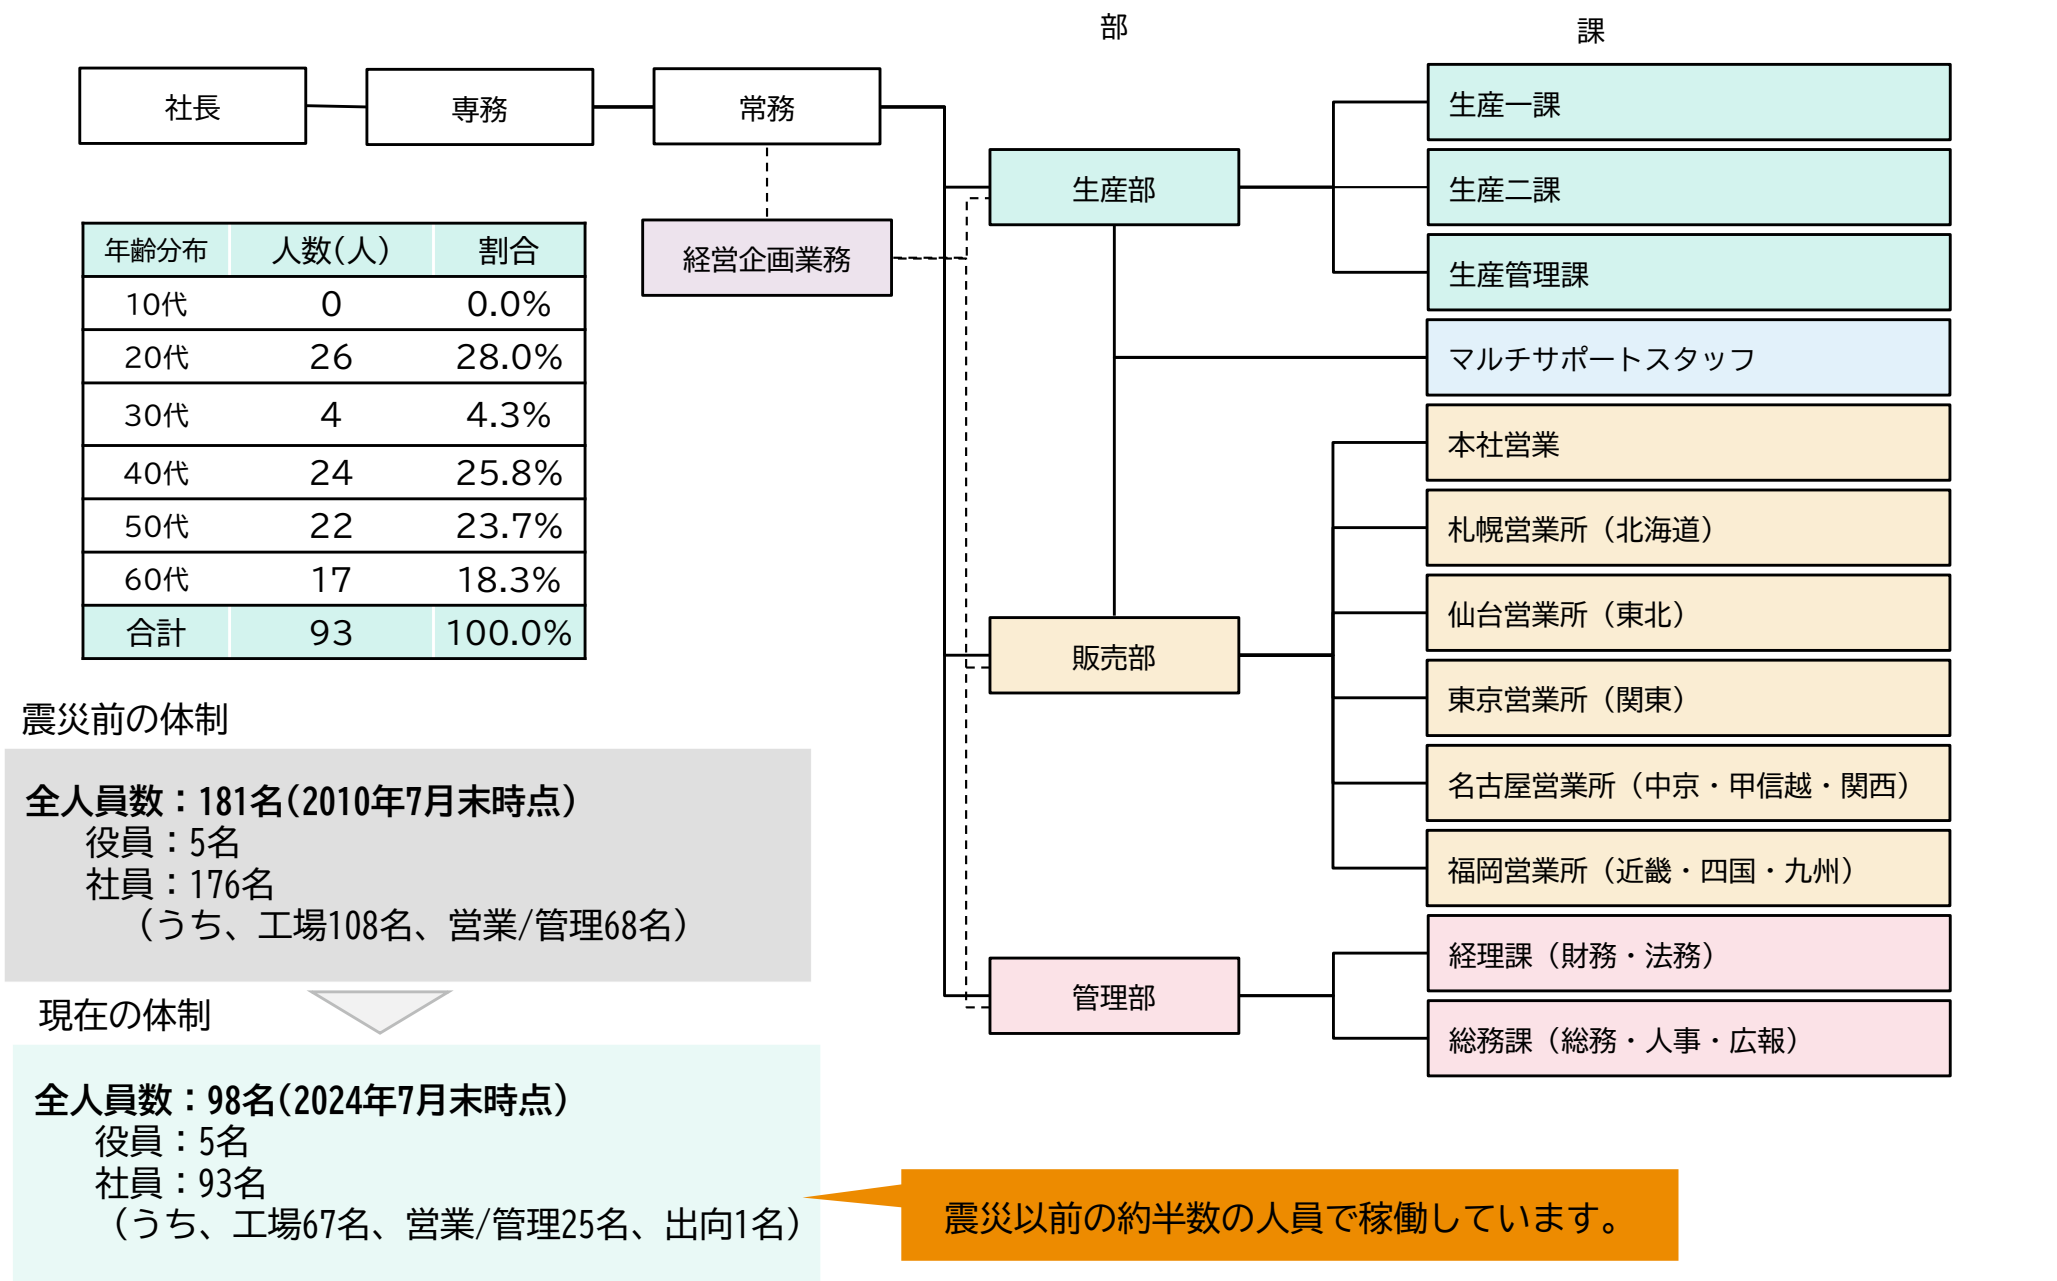 部
課
社長
専務
常務
経営企画業務
生産部
販売部
管理部
生産一課
生産二課
生産管理課
マルチサポートスタッフ
本社営業
札幌営業所（北海道）
仙台営業所（東北）
東京営業所（関東）
名古屋営業所（中京・甲信越・関西）
福岡営業所（近畿・四国・九州）
経理課（財務・法務）
総務課（総務・人事・広報）
年齢分布 人数(人) 割合
10代 0 0.0%
20代 26 28.0%
30代 4 4.3%
40代 24 25.8%
50代 22 23.7%
60代 17 18.3%
合計 93 100.0%
震災前の体制
全人員数：181名(2010年7月末時点)
役員：5名
社員：176名
（うち、工場108名、営業/管理68名）
現在の体制
全人員数：98名(2024年7月末時点)
役員：5名
社員：93名
（うち、工場67名、営業/管理25名、出向1名）
震災以前の約半数の人員で稼働しています。